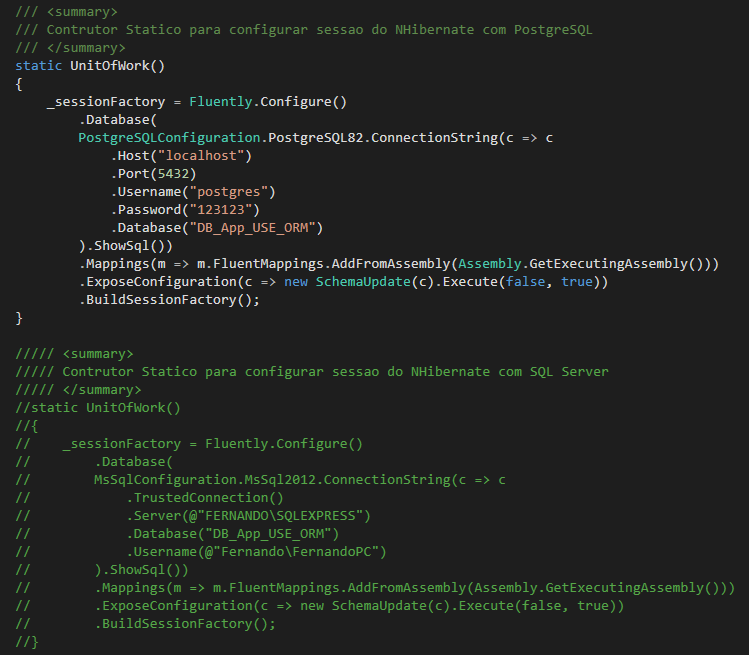 /// <summary>
/// Contrutor Statico para configurar sessao do NHibernate com PostgreSQL
/// </summary>
static UnitOfWork()
{
    _sessionFactory = Fluently.Configure()
        .Database(
        PostgreSQLConfiguration.PostgreSQL82.ConnectionString(c => c
            .Host("localhost")
            .Port(5432)
            .Username("postgres")
            .Password("123123")
            .Database("DB_App_USE_ORM")
        ).ShowSql())
        .Mappings(m => m.FluentMappings.AddFromAssembly(Assembly.GetExecutingAssembly()))
        .ExposeConfiguration(c => new SchemaUpdate(c).Execute(false, true))
        .BuildSessionFactory();
}
///// <summary>
///// Contrutor Statico para configurar sessao do NHibernate com SQL Server
///// </summary>
//static UnitOfWork()
//{
//    _sessionFactory = Fluently.Configure()
//        .Database(
//        MsSqlConfiguration.MsSql2012.ConnectionString(c => c
//            .TrustedConnection()
//            .Server(@"FERNANDO\SQLEXPRESS")
//            .Database("DB_App_USE_ORM")
//            .Username(@"Fernando\FernandoPC")
//        ).ShowSql())
//        .Mappings(m => m.FluentMappings.AddFromAssembly(Assembly.GetExecutingAssembly()))
//        .ExposeConfiguration(c => new SchemaUpdate(c).Execute(false, true))
//        .BuildSessionFactory();
//}